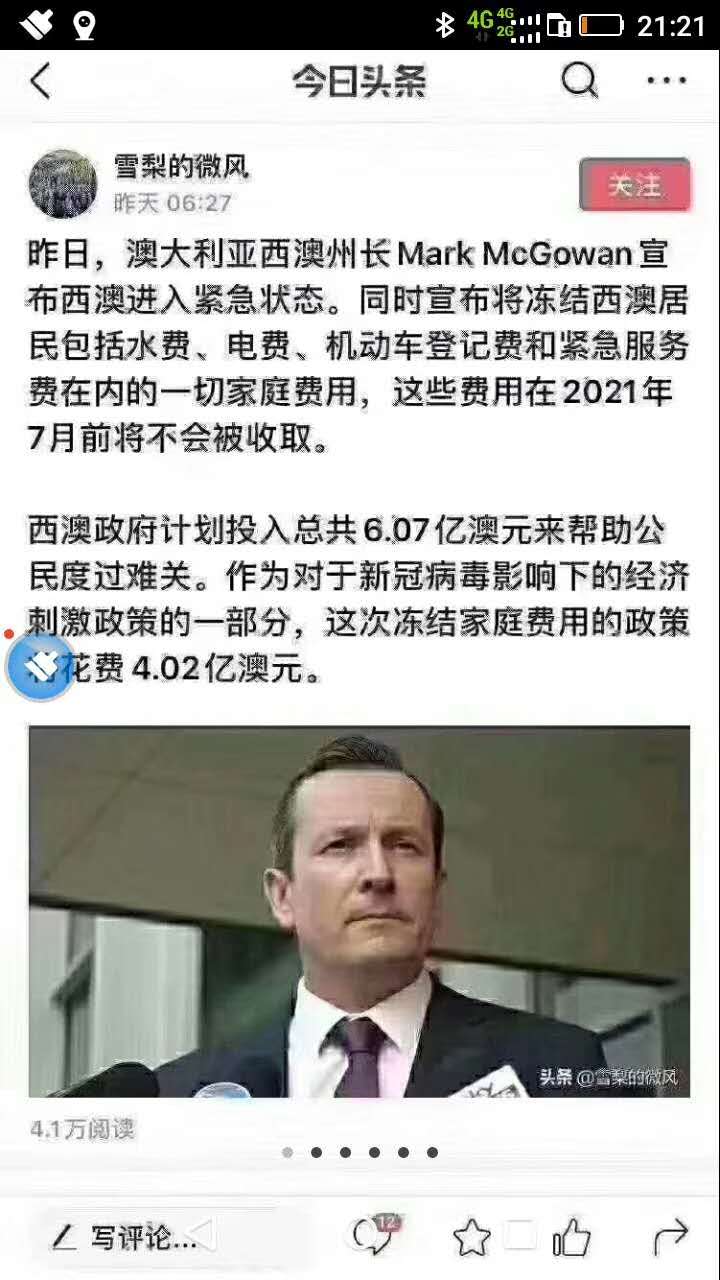 4G 4G 2G 21:21
今日头条
雪梨的微风
昨天 06:27
关注
昨日，澳大利亚西澳州长Mark McGowan宣
布西澳进入紧急状态。同时宣布将冻结西澳居
民包括水费、电费、机动车登记费和紧急服务
费在内的一切家庭费用，这些费用在2021年
7月前将不会被收取。
西澳政府计划投入总共6.07亿澳元来帮助公
民度过难关。作为对于新冠病毒影响下的经济
刺激政策的一部分，这次冻结家庭费用的政策
花费4.02亿澳元。
头条 @雪梨的微风
4.1万阅读
写评论...
12